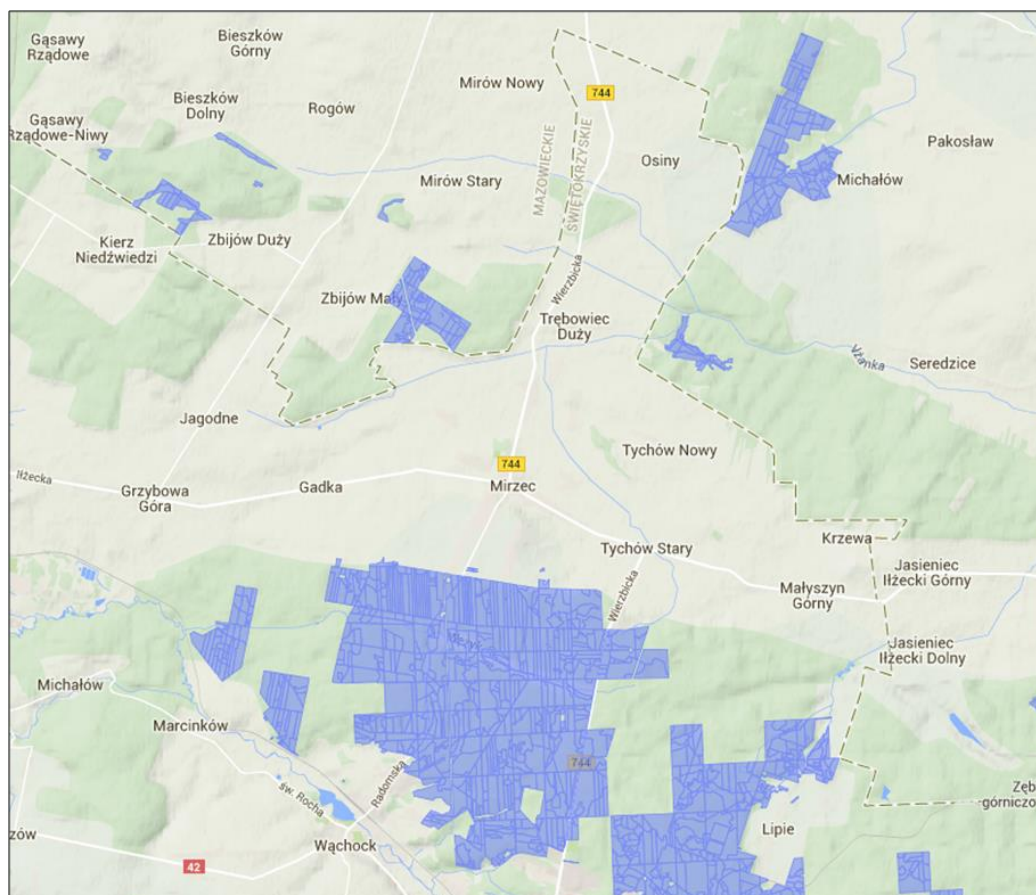 Gąsawy
Rządowe
Bieszków
Górny
Mirów Nowy
744
Bieszków
Dolny
Rogów
Gąsawy
Rządowe-Niwy
MAZOWIECKIE
ŚWIĘTOKRZYSKIE
Osiny
Pakosław
Mirów Stary
Michałów
Kierz
Niedźwiedzi
Zbijów Duży
Zbijów Mały
Wierzbicka
Trębowiec
Duży
Seredzice
Jagodne
Tychów Nowy
Iłżecka
744
Grzybowa
Góra
Gadka
Mirzec
Krzewa
Tychów Stary
Jasieniec
Iłżecki Górny
Małyszyn
Górny
Wierzbicka
Jasieniec
Iłżecki Dolny
Michałów
Marcinków
744
Radomska
św. Rocha
Zęb
górniczo
Lipie
zów
Wąchock
42